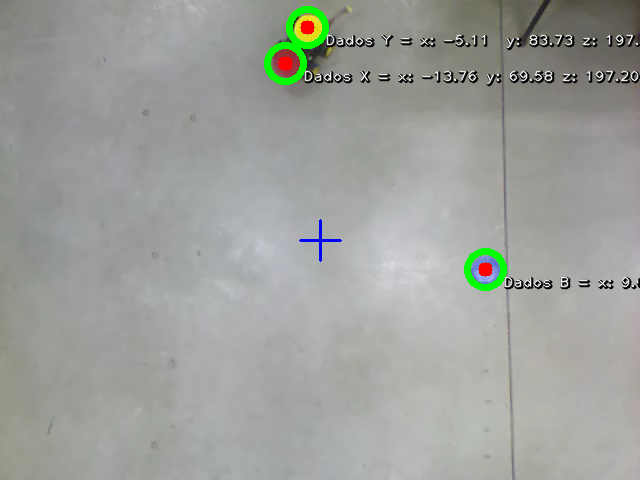 Dados Y = x: -5.11 y: 83.73 z: 197.
Dados X = x: -13.76 y: 69.58 z: 197.20
Dados B = x: 9.